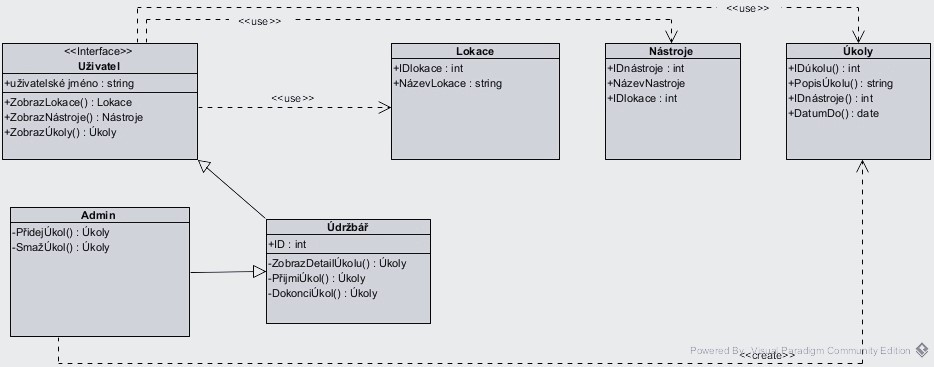 <<use>>
<<use>>
<<Interface>>
Uživatel
+uživatelské jméno : string
+ZobrazLokace() : Lokace
+ZobrazNástroje() : Nástroje
+ZobrazÚkoly() : Úkoly
<<use>>
Lokace
+IDlokace : int
+NázevLokace : string
Nástroje
+IDnástroje : int
+NázevNastroje
+IDlokace : int
Úkoly
+IDúkolu() : int
+PopisÚkolu() : string
+IDnástroje() : int
+DatumDo() : date
Admin
-PřidejÚkol() : Úkoly
-SmažÚkol() : Úkoly
Údržbář
+ID : int
-ZobrazDetailÚkolu() : Úkoly
-PřijmiÚkol() : Úkoly
-DokonciÚkol() : Úkoly
Powered By Visual Paradigm Community Edition
<<create>>